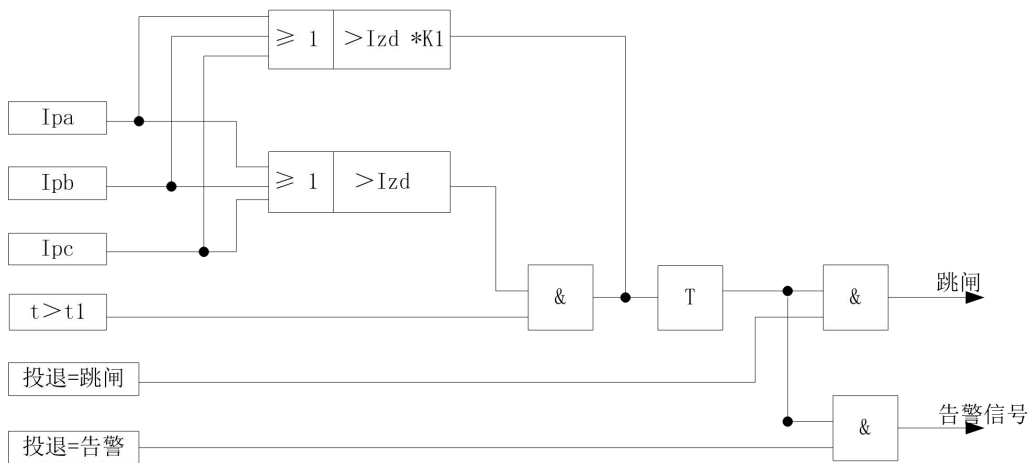 ≥ 1 >Izd *K1
Ipa
Ipb
≥ 1 >Izd
Ipc
t>t1
&
T
&
跳闸
投退=跳闸
投退=告警
&
告警信号